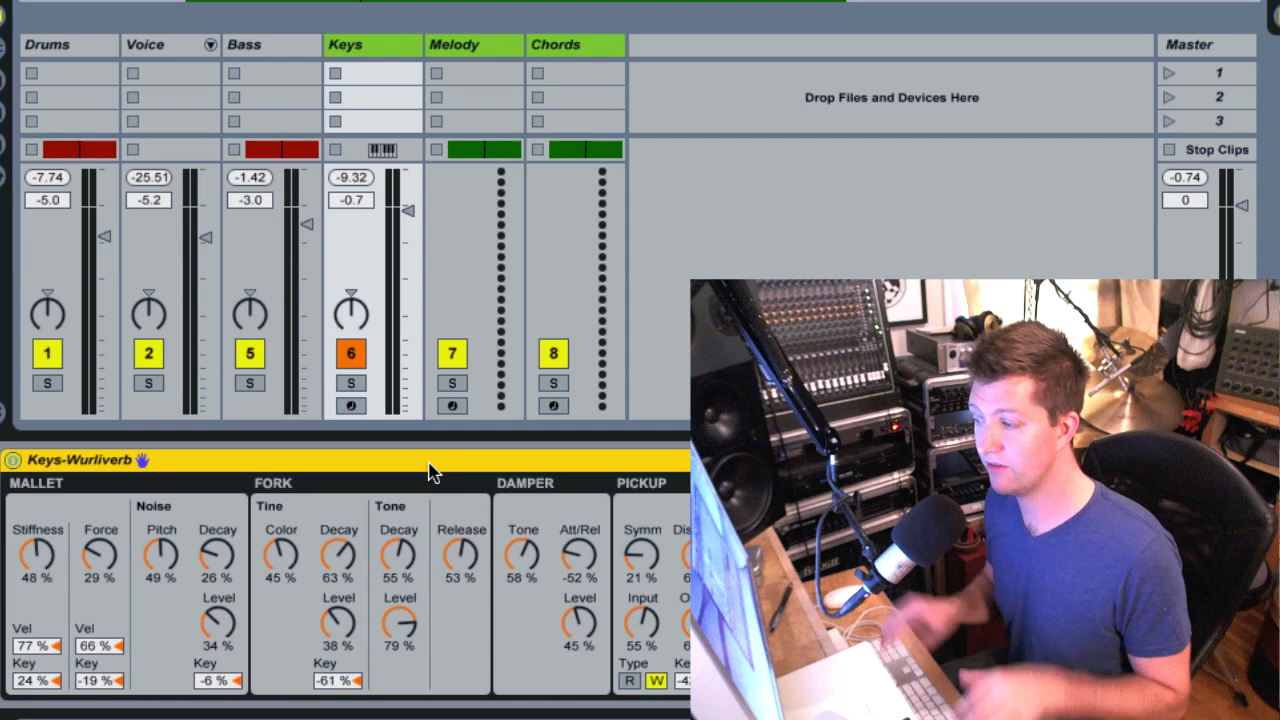 Drums Voice Bass Keys Melody Chords Master
1
Drop Files and Devices Here 2
3
Stop Clips
-7.74 -25.51 -1.42 -9.32 -0.74
-5.0 -5.2 -3.0 -0.7 0
1 2 5 6 7 8
S S S S S S
Keys-Wurliverb
MALLET FORK DAMPER PICKUP
Noise Tine Tone
Stiffness Force Pitch Decay Color Decay Decay Release Tone Att/Rel Symm
48 % 29 % 49 % 26 % 45 % 63 % 55 % 53 % 58 % -52 % 21 %
Level Level Level Level Input
34 % 38 % 79 % 45 % 55 %
Vel Vel
77 % 66 %
Key Key Key Key Type
24 % -19 % -6 % -61 % R W